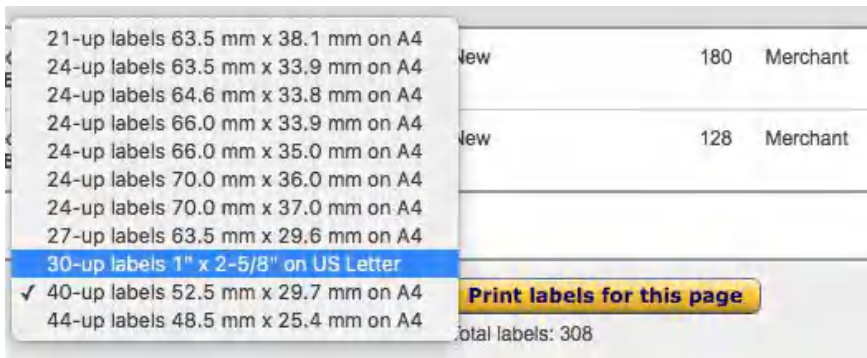 21-up labels 63.5 mm x 38.1 mm on A4
24-up labels 63.5 mm x 33.9 mm on A4
New 180 Merchant
24-up labels 64.6 mm x 33.8 mm on A4
24-up labels 66.0 mm x 33.9 mm on A4
24-up labels 66.0 mm x 35.0 mm on A4
New 128 Merchant
24-up labels 70.0 mm x 36.0 mm on A4
24-up labels 70.0 mm x 37.0 mm on A4
27-up labels 63.5 mm x 29.6 mm on A4
30-up labels 1" x 2-5/8" on US Letter
✓ 40-up labels 52.5 mm x 29.7 mm on A4
Print labels for this page
44-up labels 48.5 mm x 25.4 mm on A4
labels: 308